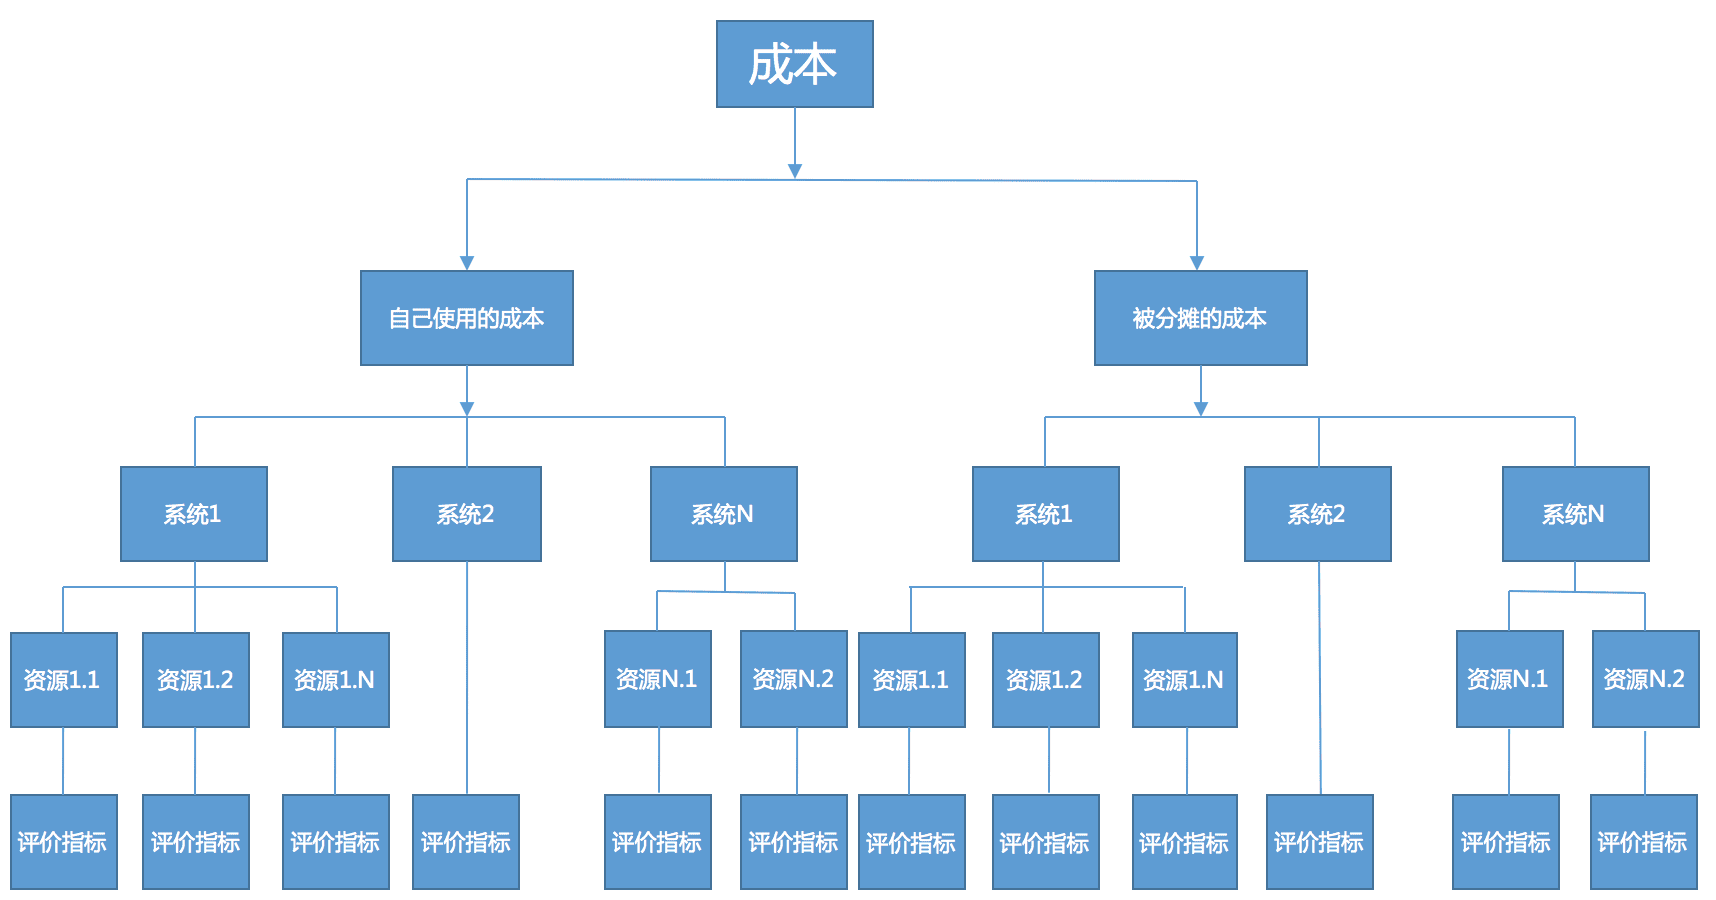 成本
自己使用的成本
被分摊的成本
系统1
系统2
系统N
系统1
系统2
系统N
资源1.1
资源1.2
资源1.N
资源N.1
资源N.2
资源1.1
资源1.2
资源1.N
资源N.1
资源N.2
评价指标
评价指标
评价指标
评价指标
评价指标
评价指标
评价指标
评价指标
评价指标
评价指标
评价指标
评价指标